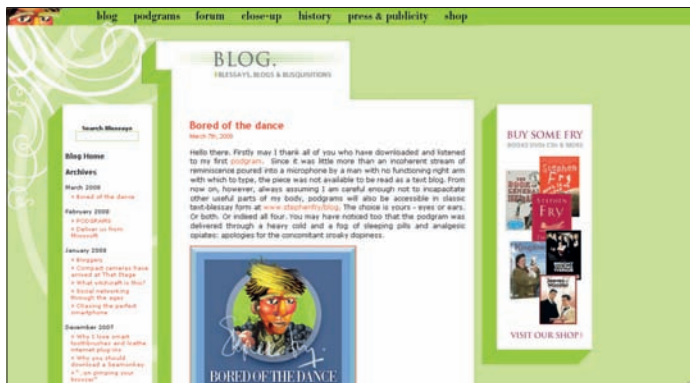 blog podgrams forum close-up history press & publicity shop
BLOG.
BLESSAYS, BLOGS & BUSQUISITIONS
Search Blessays
Blog Home
Archives
March 2008
» Bored of the dance
February 2008
» PODGRAMS
» Deliver us from
Microsoft
January 2008
» Bloggery
» Compact cameras have
arrived at That Stage
» What witchcraft is this?
» Social networking
through the ages
» Chasing the perfect
smartphone
December 2007
» Why I love smart
toothbrushes and loathe
internet plug ins
» Why you should
download a Seamonkey
» ".. on pimping your
browser"
Bored of the dance
March 7th, 2008
Hello there. Firstly may I thank all of you who have downloaded and listened
to my first podgram. Since it was little more than an incoherent stream of
reminiscence poured into a microphone by a man with no functioning right arm
with which to type, the piece was not available to be read as a text blog. From
now on, however, always assuming I am careful enough not to incapacitate
other useful parts of my body, podgrams will also be accessible in classic
text-blessay form at www.stephenfry/blog. The choice is yours - eyes or ears.
Or both. Or indeed all four. You may have noticed too that the podgram was
delivered through a heavy cold and a fog of sleeping pills and analgesic
opiates: apologies for the concomitant croaky dopiness.
BORED OF THE DANCE
BUY SOME FRY
BOOKS DVDs CDs & MORE
Stephen
Fry
STEPHEN
FRY
VISIT OUR SHOP!